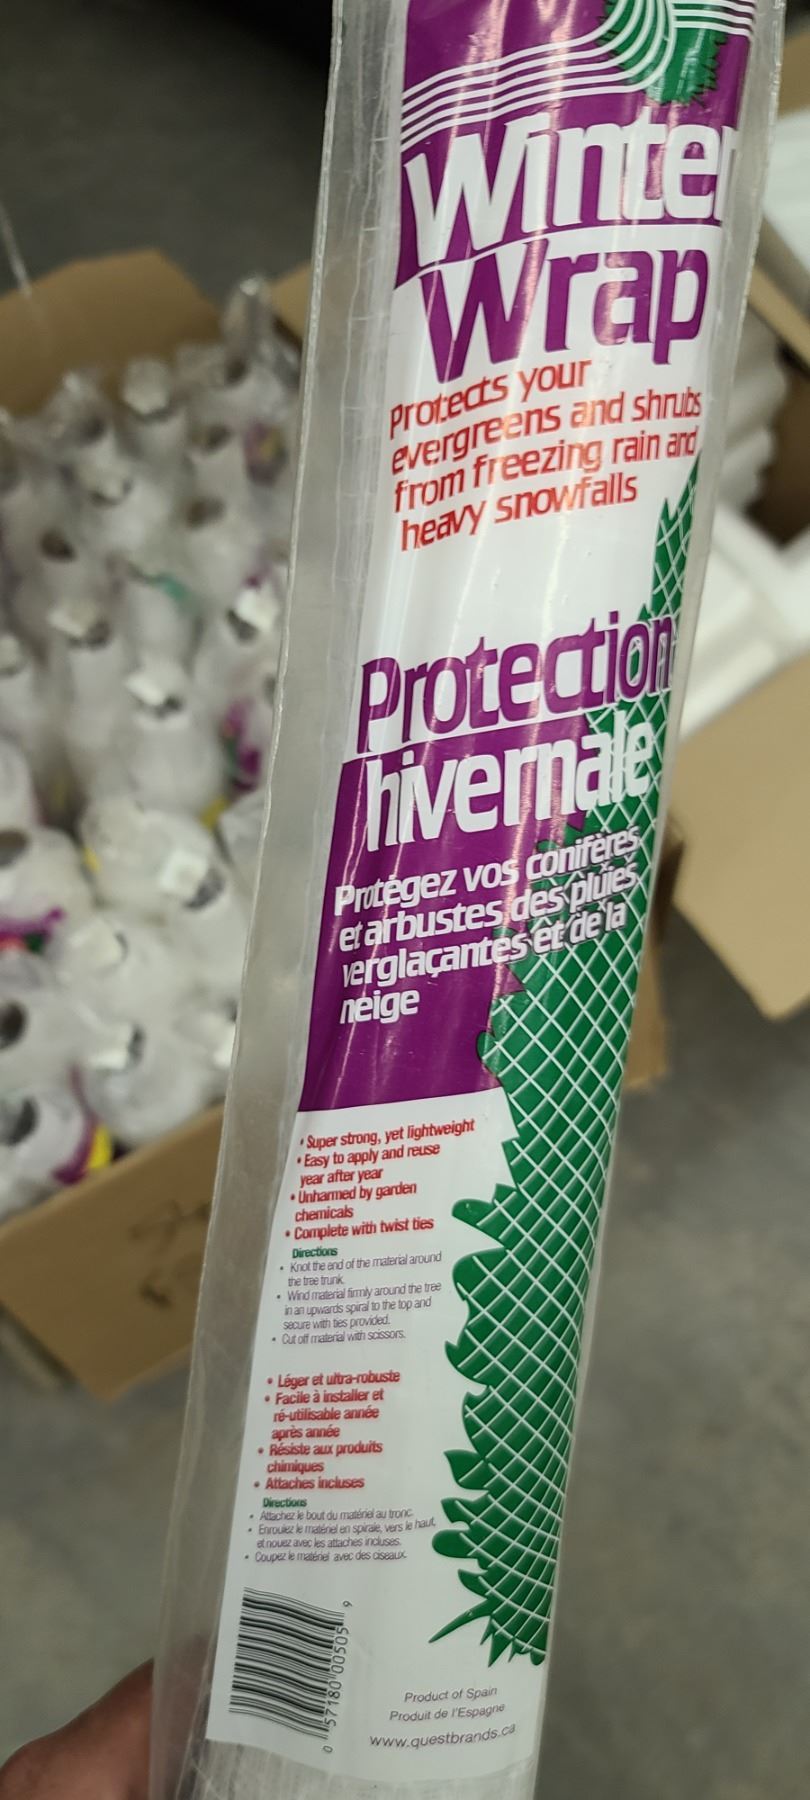 Winter
Wrap
Protects your
evergreens and shrubs
from freezing rain and
heavy snowfalls
Protection
hivernale
Protégez vos conifères
et arbustes des pluies
verglaçantes et de la
neige
• Super strong, yet lightweight
• Easy to apply and reuse
year after year
• Unharmed by garden
chemicals
• Complete with twist ties
Directions
• Knot the end of the material around
the tree trunk.
• Wind material firmly around the tree
in an upwards spiral to the top and
secure with ties provided.
• Cut off material with scissors.
• Léger et ultra-robuste
• Facile à installer et
ré-utilisable année
après année
• Résiste aux produits
chimiques
• Attaches incluses
Directions
• Attachez le bout du matériel au tronc.
• Enroulez le matériel en spirale, vers le haut,
et nouez avec les attaches incluses.
• Coupez le matériel avec des ciseaux.
0 57180 00505 9
Product of Spain
Produit de l'Espagne
www.questbrands.ca